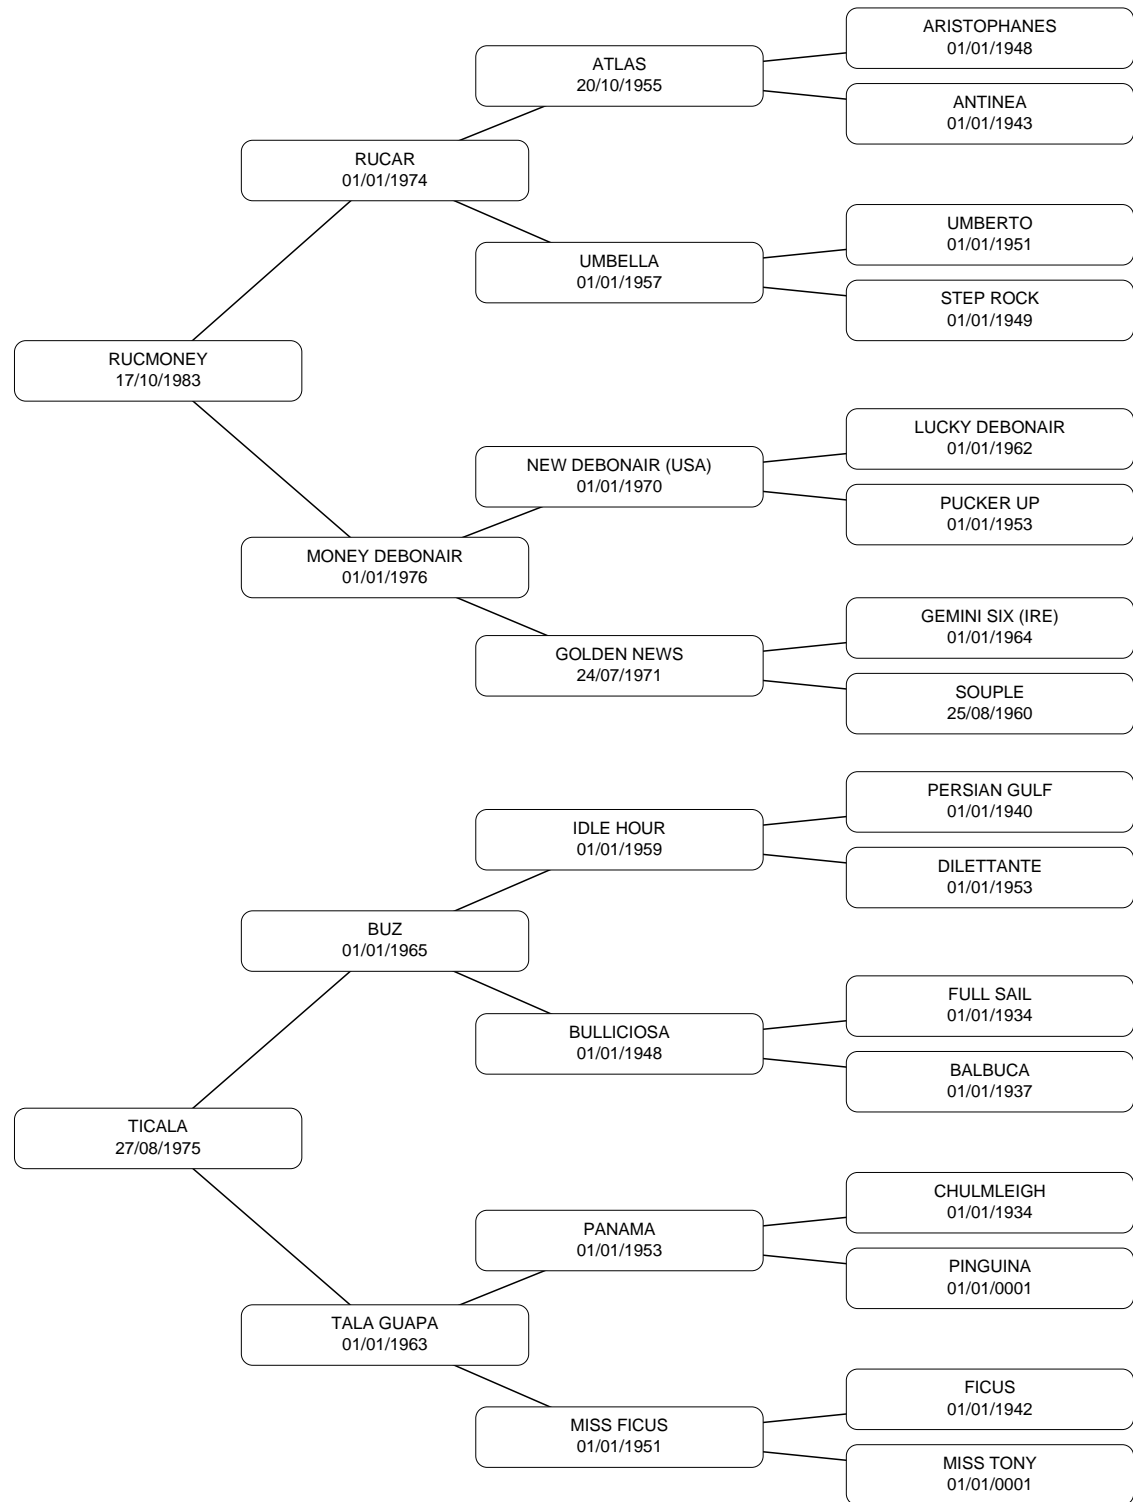 ARISTOPHANES
01/01/1948
ATLAS
20/10/1955
ANTINEA
01/01/1943
RUCAR
01/01/1974
UMBERTO
01/01/1951
UMBELLA
01/01/1957
STEP ROCK
01/01/1949
RUCMONEY
17/10/1983
LUCKY DEBONAIR
01/01/1962
NEW DEBONAIR (USA)
01/01/1970
PUCKER UP
01/01/1953
MONEY DEBONAIR
01/01/1976
GEMINI SIX (IRE)
01/01/1964
GOLDEN NEWS
24/07/1971
SOUPLE
25/08/1960
PERSIAN GULF
01/01/1940
IDLE HOUR
01/01/1959
DILETTANTE
01/01/1953
BUZ
01/01/1965
FULL SAIL
01/01/1934
BULLICIOSA
01/01/1948
BALBUCA
01/01/1937
TICALA
27/08/1975
CHULMLEIGH
01/01/1934
PANAMA
01/01/1953
PINGUINA
01/01/0001
TALA GUAPA
01/01/1963
FICUS
01/01/1942
MISS FICUS
01/01/1951
MISS TONY
01/01/0001